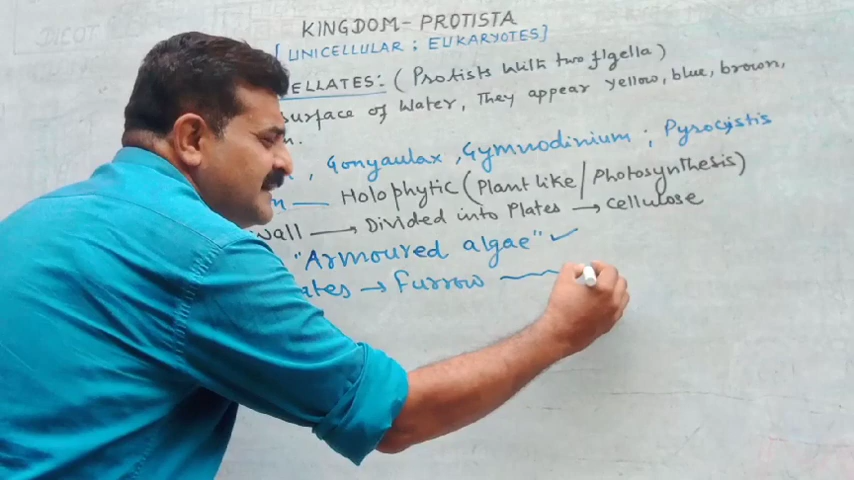 KINGDOM - PROTISTA
[UNICELLULAR ; EUKARYOTES]
ELLATES: (Protists with two flgella)
surface of Water, They appear yellow, blue, brown,
n.
, Gonyaulax, Gymnodinium ; Pyrocystis
n — Holophytic (Plant like / Photosynthesis)
wall → Divided into Plates → Cellulose
"Armoured algae" ✓
ates → Furrow —